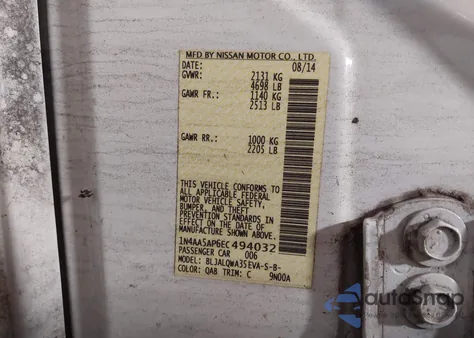 MFD BY NISSAN MOTOR CO., LTD.
DATE: 08/14
GVWR: 2131 KG
4698 LB
GAWR FR.: 1140 KG
2513 LB
GAWR RR.: 1000 KG
2205 LB
THIS VEHICLE CONFORMS TO
ALL APPLICABLE FEDERAL
MOTOR VEHICLE SAFETY,
BUMPER, AND THEFT
PREVENTION STANDARDS IN
EFFECT ON THE DATE OF
MANUFACTURE SHOWN ABOVE.
1N4AA5AP6EC494032
PASSENGER CAR 006
MODEL: BLJALQWA35EVA-S-B-
COLOR: QAB TRIM: C 9N00A
autoSnap